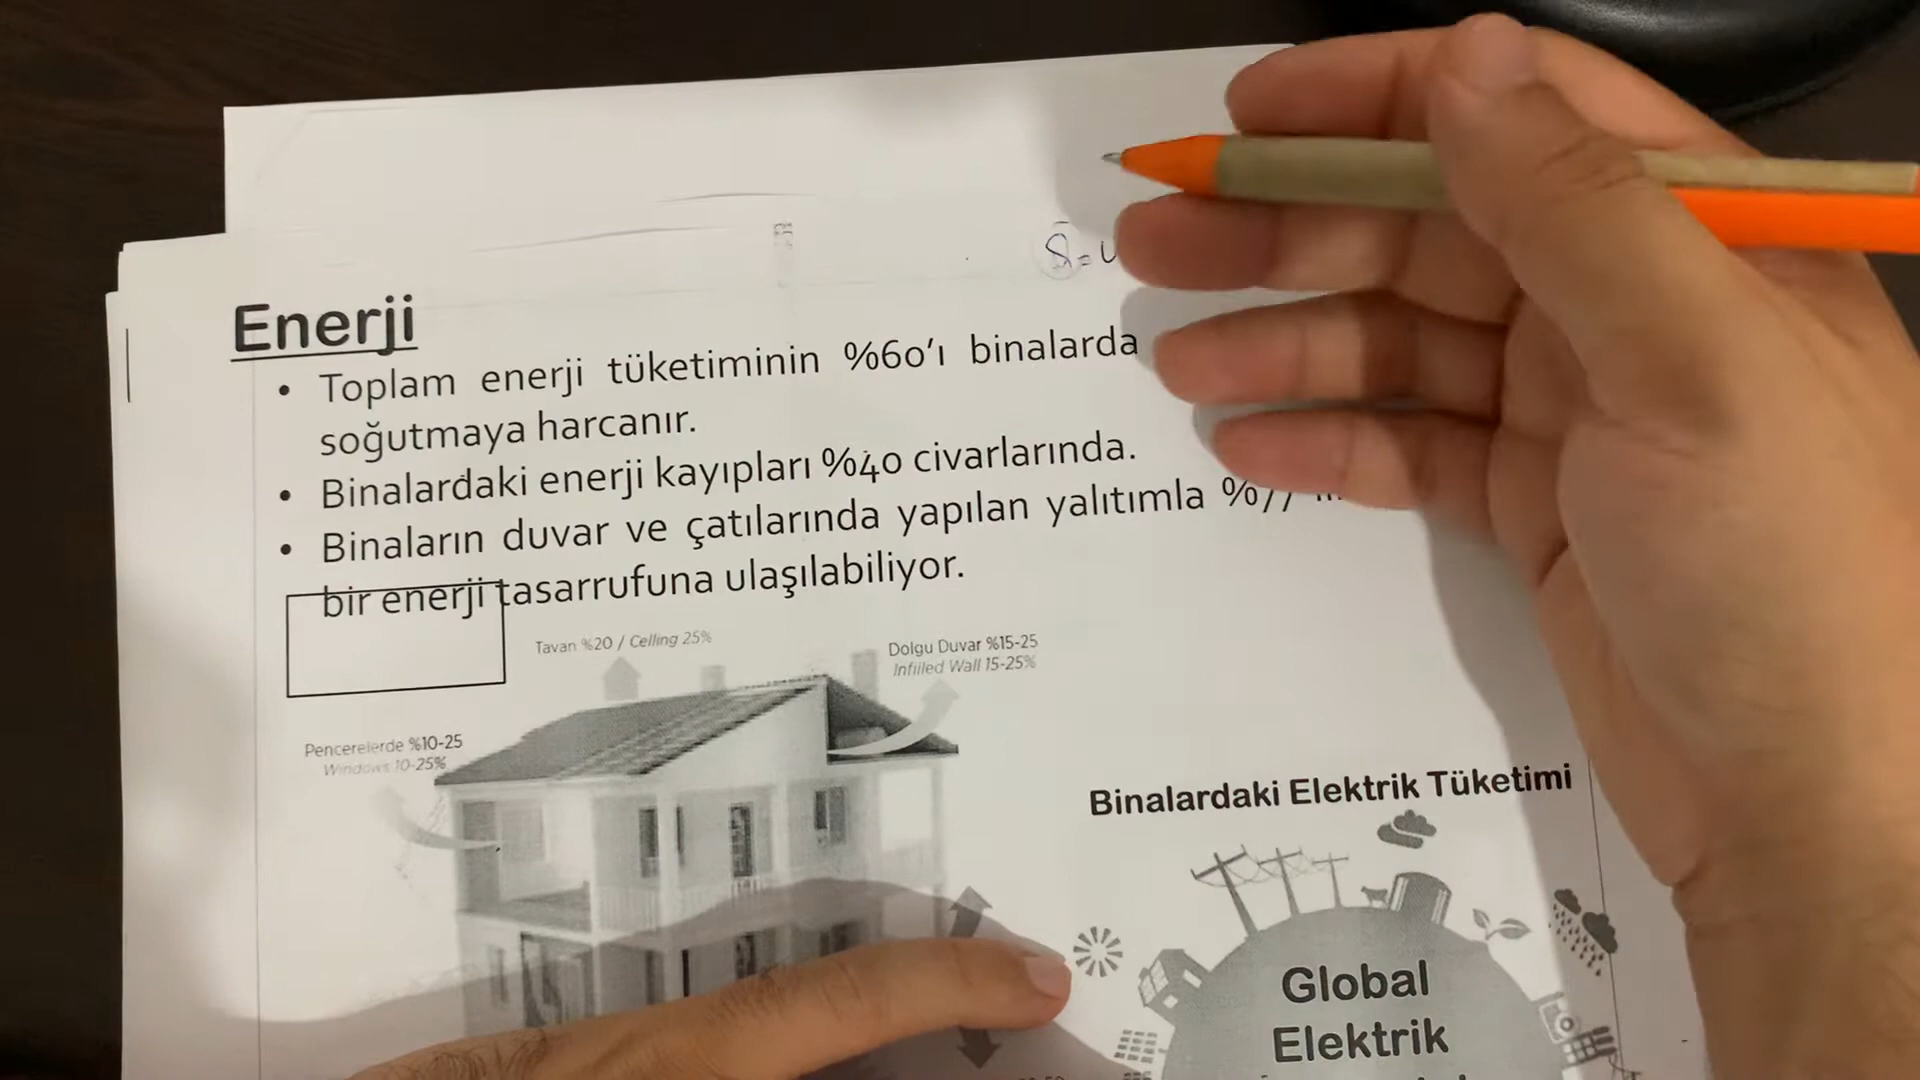 Enerji
• Toplam enerji tüketiminin %60'ı binalarda
soğutmaya harcanır.
• Binalardaki enerji kayıpları %40 civarlarında.
• Binaların duvar ve çatılarında yapılan yalıtımla
bir enerji tasarrufuna ulaşılabiliyor.
Tavan %20 / Celling 25%
Dolgu Duvar %15-25
Infilled Wall 15-25%
Pencerelerde %10-25
Windows 10-25%
Binalardaki Elektrik Tüketimi
Global
Elektrik